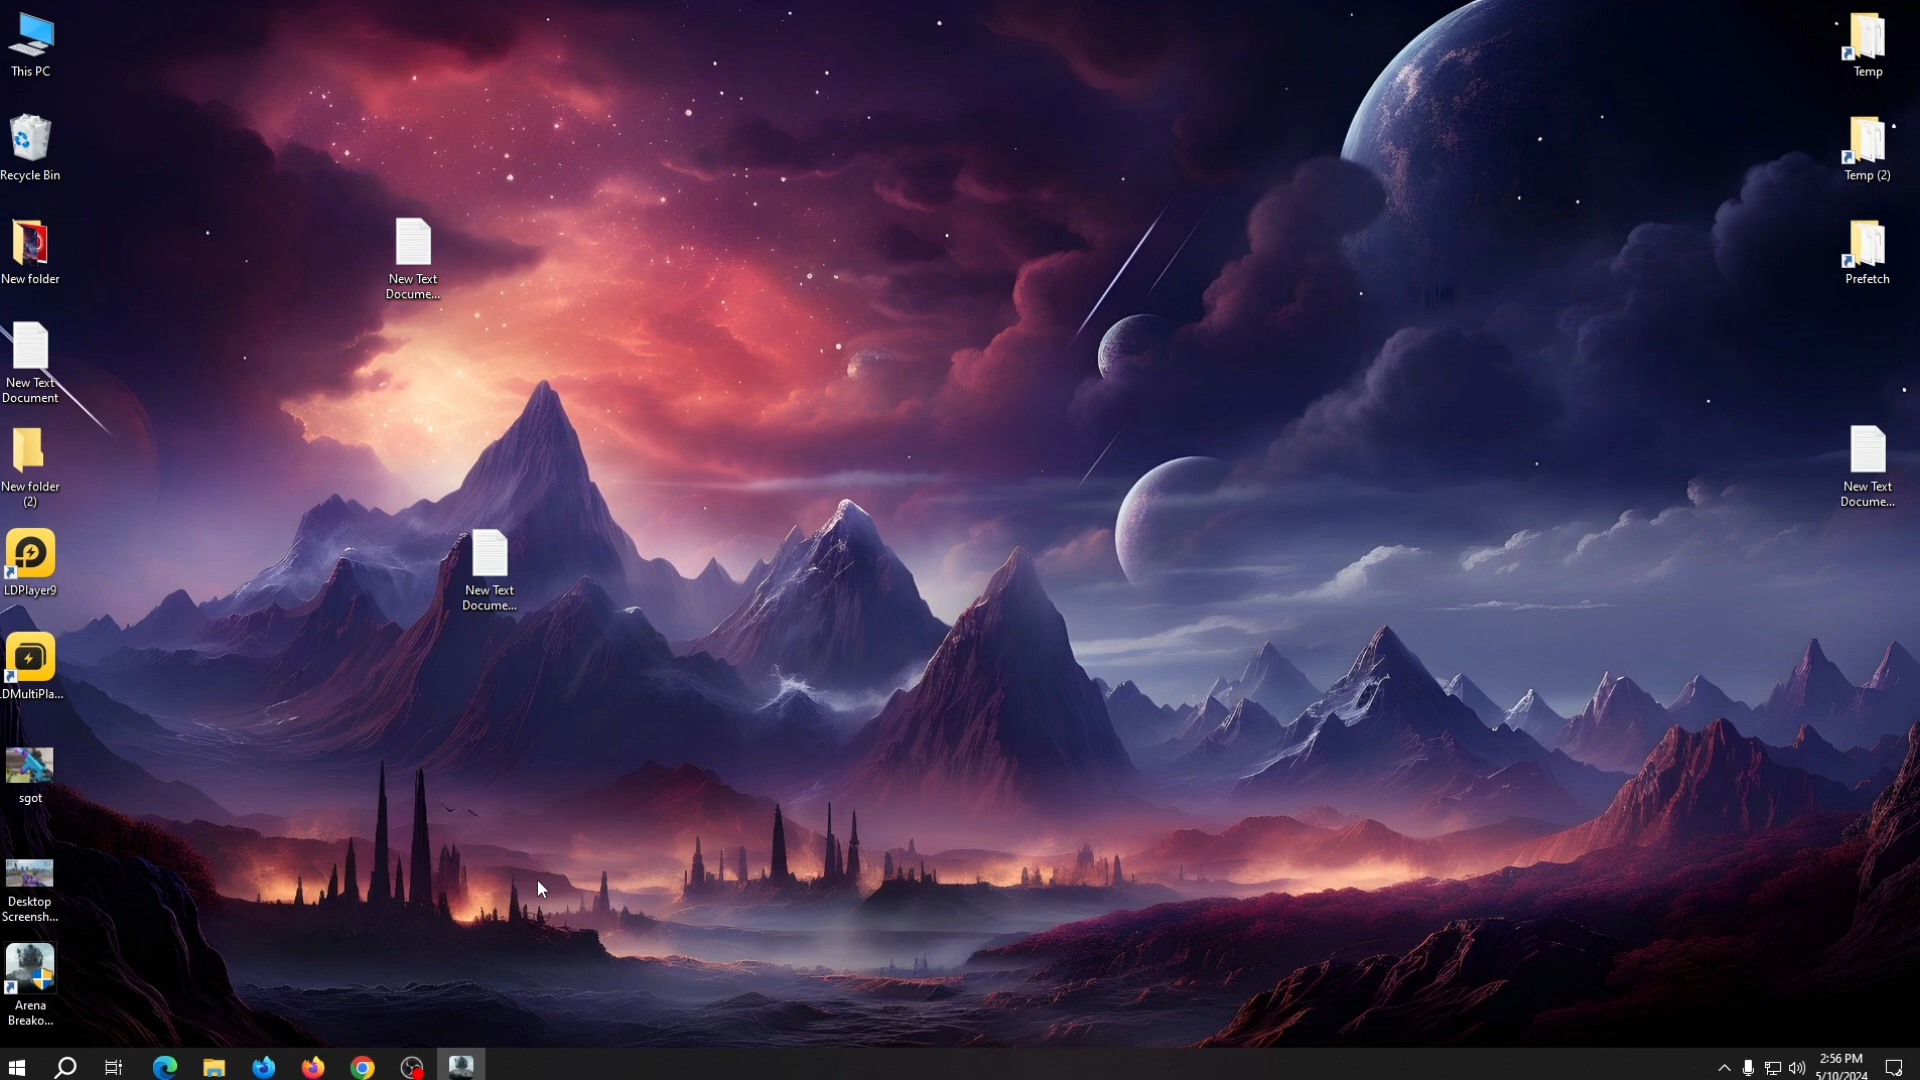 This PC
Recycle Bin
New folder
New Text
Document
New folder
(2)
LDPlayer9
LDMultiPla...
sgot
Desktop
Screensh...
Arena
Breako...
New Text
Docume...
New Text
Docume...
Temp
Temp (2)
Prefetch
New Text
Docume...
2:56 PM
5/10/2024